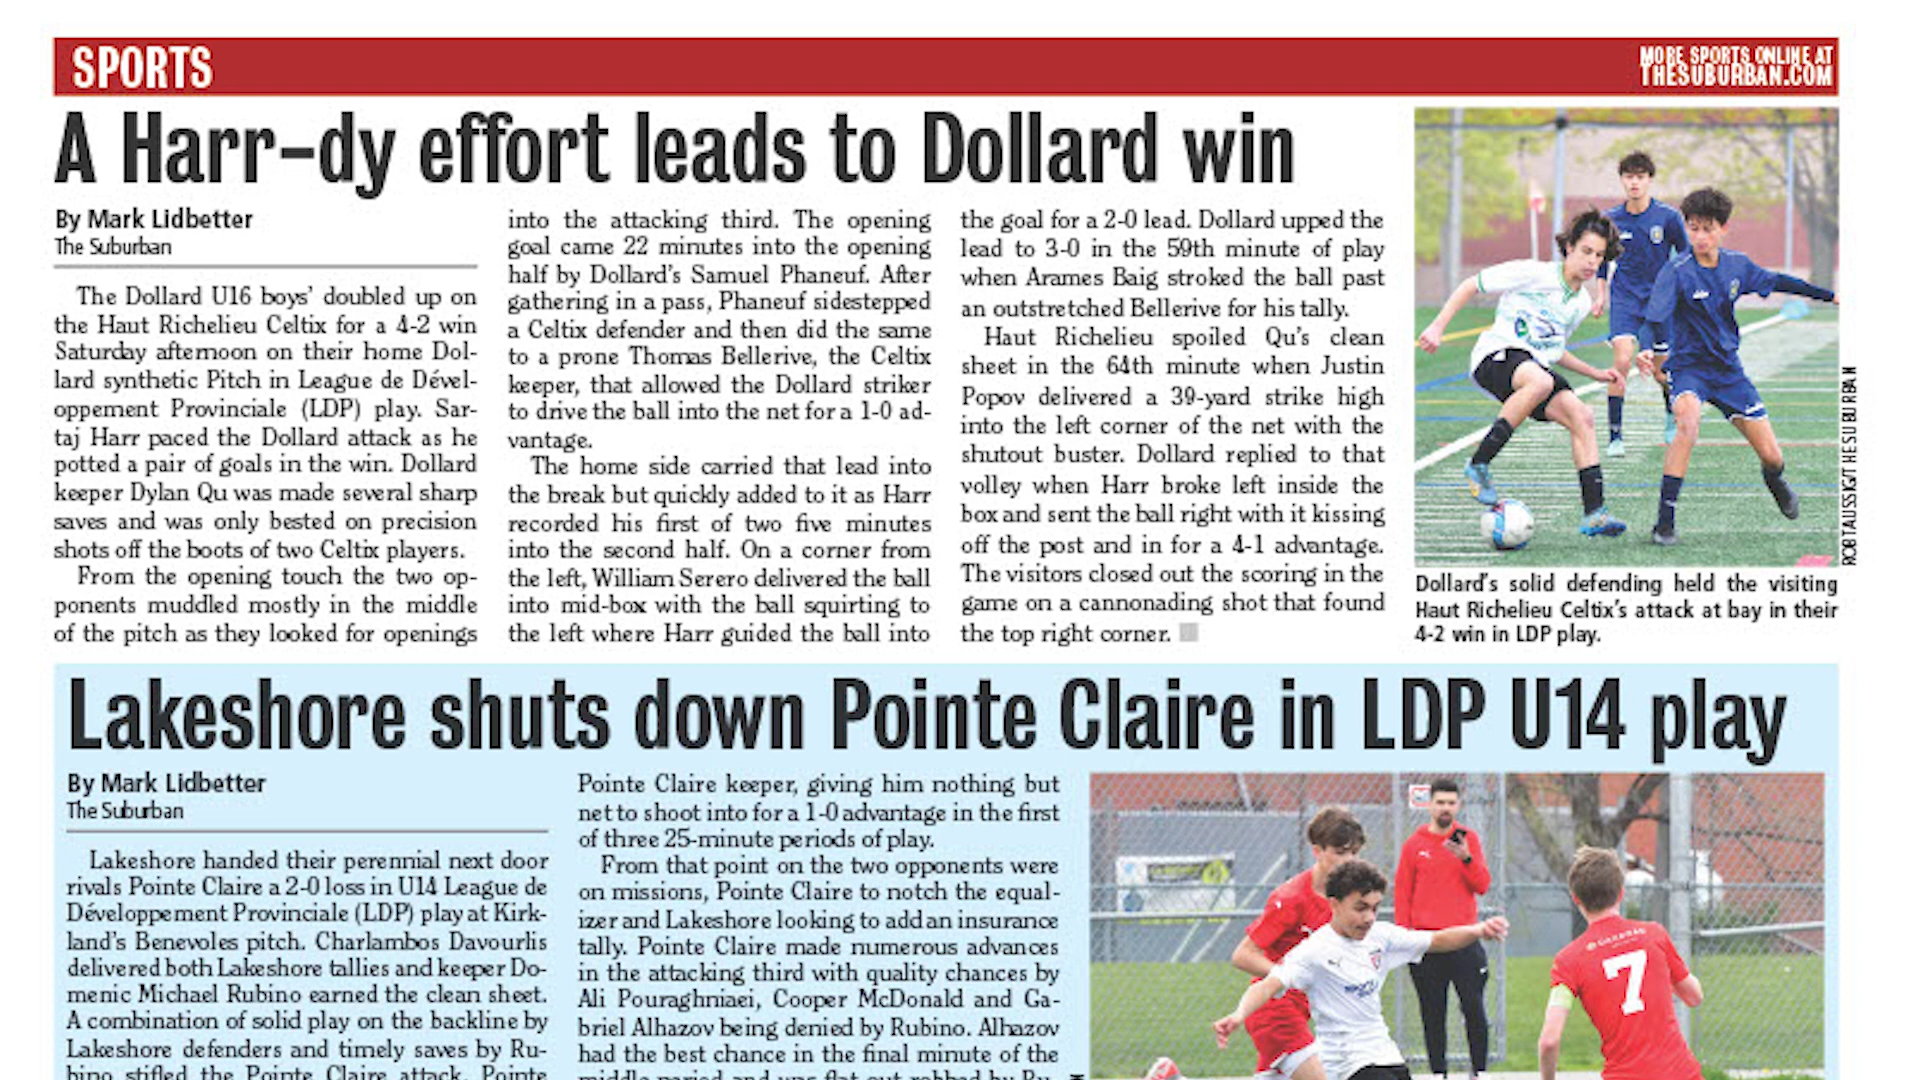 SPORTS
MORE SPORTS ONLINE AT
THESUBURBAN.COM
A Harr-dy effort leads to Dollard win
By Mark Lidbetter
The Suburban
The Dollard U16 boys' doubled up on
the Haut Richelieu Celtix for a 4-2 win
Saturday afternoon on their home Dol-
lard synthetic Pitch in League de Dével-
oppement Provinciale (LDP) play. Sar-
taj Harr paced the Dollard attack as he
potted a pair of goals in the win. Dollard
keeper Dylan Qu was made several sharp
saves and was only bested on precision
shots off the boots of two Celtix players.
From the opening touch the two op-
ponents muddled mostly in the middle
of the pitch as they looked for openings
into the attacking third. The opening
goal came 22 minutes into the opening
half by Dollard's Samuel Phaneuf. After
gathering in a pass, Phaneuf sidestepped
a Celtix defender and then did the same
to a prone Thomas Bellerive, the Celtix
keeper, that allowed the Dollard striker
to drive the ball into the net for a 1-0 ad-
vantage.
The home side carried that lead into
the break but quickly added to it as Harr
recorded his first of two five minutes
into the second half. On a corner from
the left, William Serero delivered the ball
into mid-box with the ball squirting to
the left where Harr guided the ball into
the goal for a 2-0 lead. Dollard upped the
lead to 3-0 in the 59th minute of play
when Arames Baig stroked the ball past
an outstretched Bellerive for his tally.
Haut Richelieu spoiled Qu's clean
sheet in the 64th minute when Justin
Popov delivered a 39-yard strike high
into the left corner of the net with the
shutout buster. Dollard replied to that
volley when Harr broke left inside the
box and sent the ball right with it kissing
off the post and in for a 4-1 advantage.
The visitors closed out the scoring in the
game on a cannonading shot that found
the top right corner.
ROB TAUSSIG/THE SUBURBAN
Dollard's solid defending held the visiting
Haut Richelieu Celtix's attack at bay in their
4-2 win in LDP play.
Lakeshore shuts down Pointe Claire in LDP U14 play
By Mark Lidbetter
The Suburban
Lakeshore handed their perennial next door
rivals Pointe Claire a 2-0 loss in U14 League de
Développement Provinciale (LDP) play at Kirk-
land's Benevoles pitch. Charlambos Davourlis
delivered both Lakeshore tallies and keeper Do-
menic Michael Rubino earned the clean sheet.
A combination of solid play on the backline by
Lakeshore defenders and timely saves by Ru-
bino stifled the Pointe Claire attack. Pointe
Pointe Claire keeper, giving him nothing but
net to shoot into for a 1-0 advantage in the first
of three 25-minute periods of play.
From that point on the two opponents were
on missions, Pointe Claire to notch the equal-
izer and Lakeshore looking to add an insurance
tally. Pointe Claire made numerous advances
in the attacking third with quality chances by
Ali Pouraghniaei, Cooper McDonald and Ga-
briel Alhazov being denied by Rubino. Alhazov
had the best chance in the final minute of the
middle period and was flat out robbed by Ru-
7